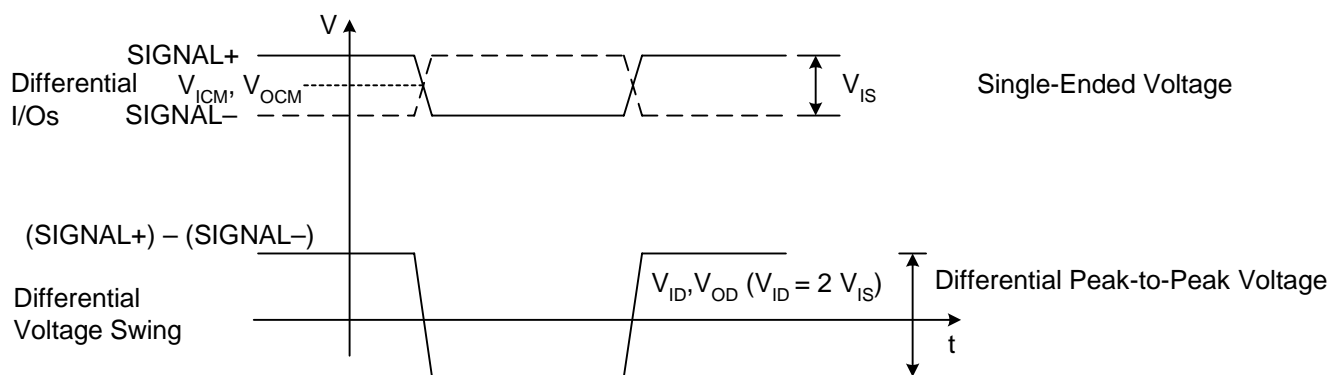 V
SIGNAL+
Differential I/Os
V_ICM, V_OCM
SIGNAL–
V_IS
Single-Ended Voltage
(SIGNAL+) – (SIGNAL–)
Differential
Voltage Swing
V_ID,V_OD (V_ID = 2 V_IS)
Differential Peak-to-Peak Voltage
t